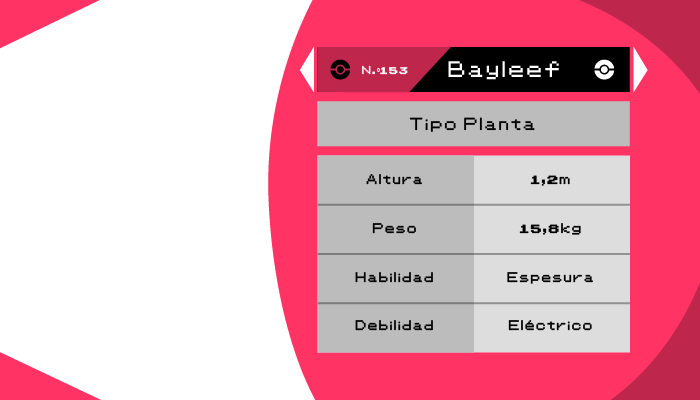 N.º153 Bayleef
Tipo Planta
Altura 1,2m
Peso 15,8kg
Habilidad Espesura
Debilidad Eléctrico